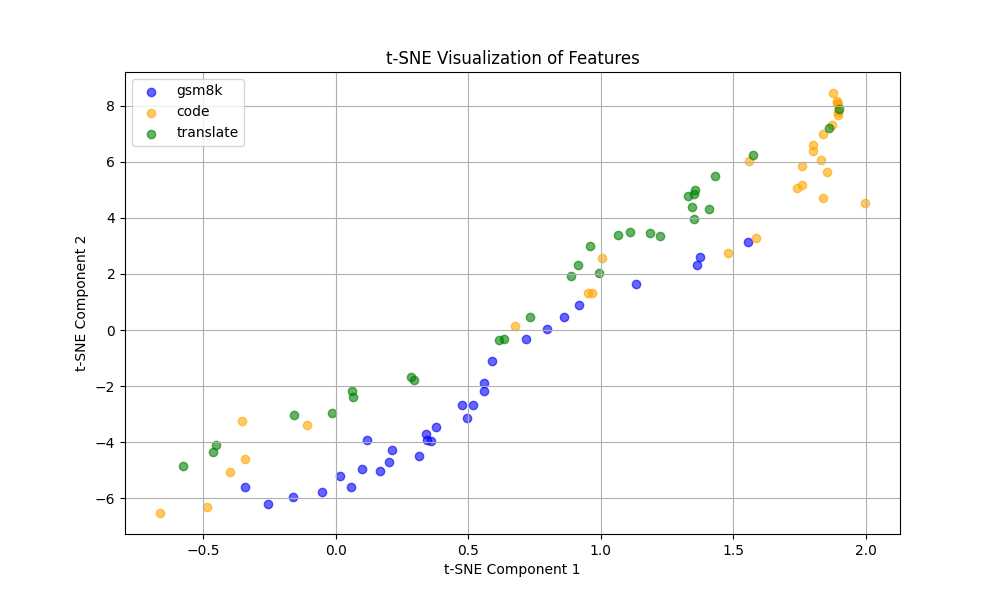 t-SNE Visualization of Features
gsm8k
code
translate
8
6
4
2
0
−2
−4
−6
t-SNE Component 2
−0.5 0.0 0.5 1.0 1.5 2.0
t-SNE Component 1